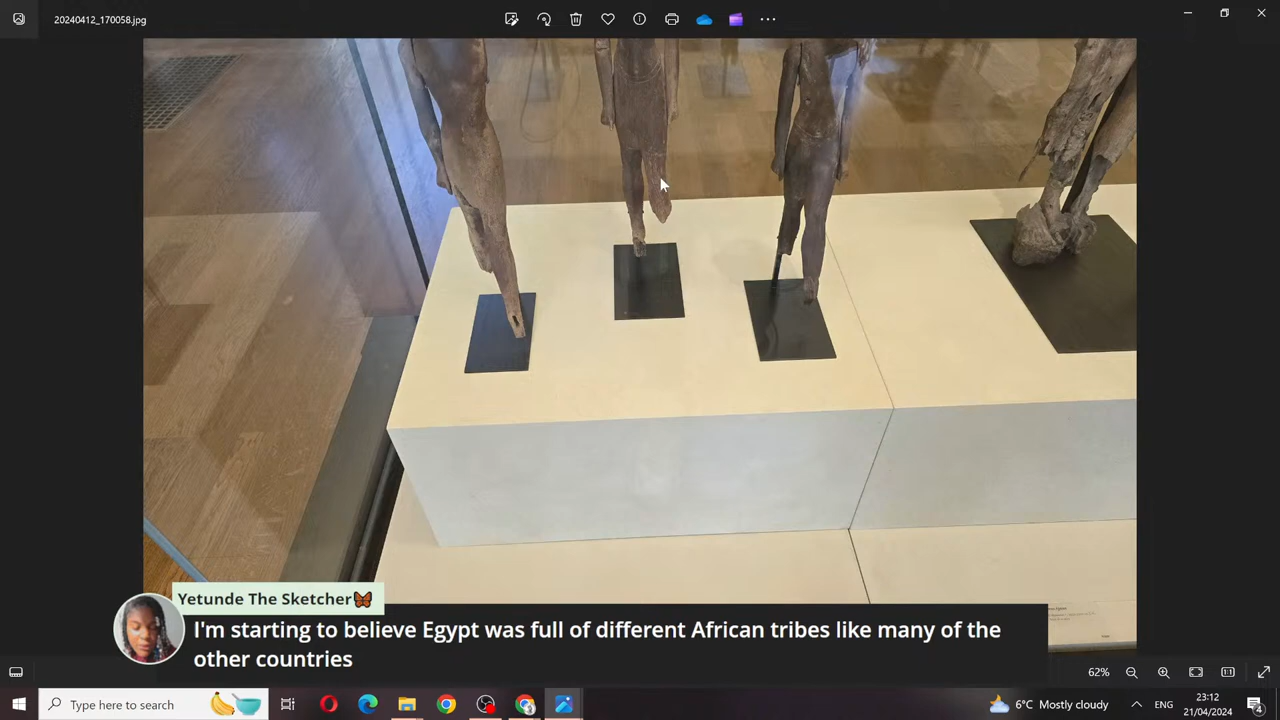 20240412_170058.jpg
Yetunde The Sketcher🦋
I'm starting to believe Egypt was full of different African tribes like many of the
other countries
62%
Type here to search
6°C Mostly cloudy
ENG
23:12
21/04/2024